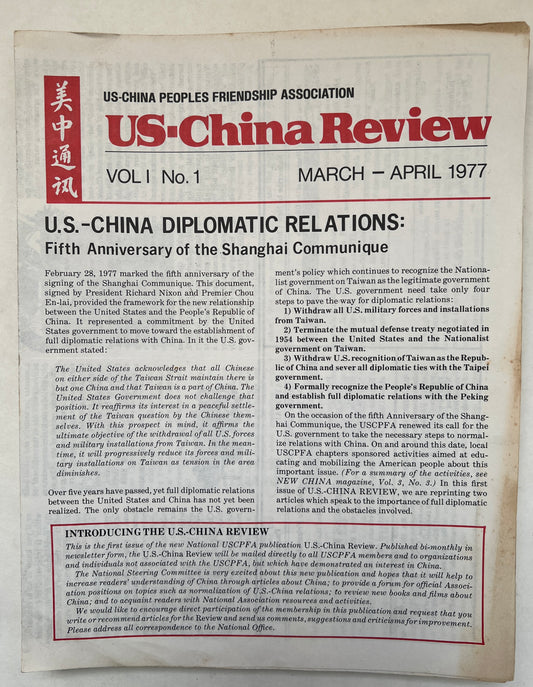 美中通讯
US-CHINA PEOPLES FRIENDSHIP ASSOCIATION
US-China Review
VOL I No. 1
MARCH – APRIL 1977
U.S.-CHINA DIPLOMATIC RELATIONS:
Fifth Anniversary of the Shanghai Communique
February 28, 1977 marked the fifth anniversary of the
signing of the Shanghai Communique. This document,
signed by President Richard Nixon and Premier Chou
En-lai, provided the framework for the new relationship
between the United States and the People's Republic of
China. It represented a commitment by the United
States government to move toward the establishment of
full diplomatic relations with China. In it the U.S. gov-
ernment stated:
The United States acknowledges that all Chinese
on either side of the Taiwan Strait maintain there is
but one China and that Taiwan is a part of China. The
United States Government does not challenge that
position. It reaffirms its interest in a peaceful settle-
ment of the Taiwan question by the Chinese them-
selves. With this prospect in mind, it affirms the
ultimate objective of the withdrawal of all U.S. forces
and military installations from Taiwan. In the mean-
time, it will progressively reduce its forces and mili-
tary installations on Taiwan as tension in the area
diminishes.
Over five years have passed, yet full diplomatic relations
between the United States and China has not yet been
realized. The only obstacle remains the U.S. govern-
ment's policy which continues to recognize the Nationa-
list government on Taiwan as the legitimate government
of China. The U.S. government need take only four
steps to pave the way for diplomatic relations:
1) Withdraw all U.S. military forces and installations
from Taiwan.
2) Terminate the mutual defense treaty negotiated in
1954 between the United States and the Nationalist
government on Taiwan.
3) Withdraw U.S. recognition of Taiwan as the Repub-
lic of China and sever all diplomatic ties with the Taipei
government.
4) Formally recognize the People's Republic of China
and establish full diplomatic relations with the Peking
government.
On the occasion of the fifth Anniversary of the Shang-
hai Communique, the USCPFA renewed its call for the
U.S. government to take the necessary steps to normal-
ize relations with China. On and around this date, local
USCPFA chapters sponsored activities aimed at edu-
cating and mobilizing the American people about this
important issue. (For a summary of the activities, see
NEW CHINA magazine, Vol. 3, No. 3.) In this first
issue of U.S.-CHINA REVIEW, we are reprinting two
articles which speak to the importance of full diplomatic
relations and the obstacles involved.
INTRODUCING THE U.S.-CHINA REVIEW
This is the first issue of the new National USCPFA publication U.S.-China Review. Published bi-monthly in
newsletter form, the U.S.-China Review will be mailed directly to all USCPFA members and to organizations
and individuals not associated with the USCPFA, but which have demonstrated an interest in China.
The National Steering Committee is very excited about this new publication and hopes that it will help to
increase readers' understanding of China through articles about China; to provide a forum for official Associ-
ation positions on topics such as normalization of U.S.-China relations; to review new books and films about
China; and to acquaint readers with National Association resources and activities.
We would like to encourage direct participation of the membership in this publication and request that you
write or recommend articles for the Review and send us comments, suggestions and criticisms for improvement.
Please address all correspondence to the National Office.